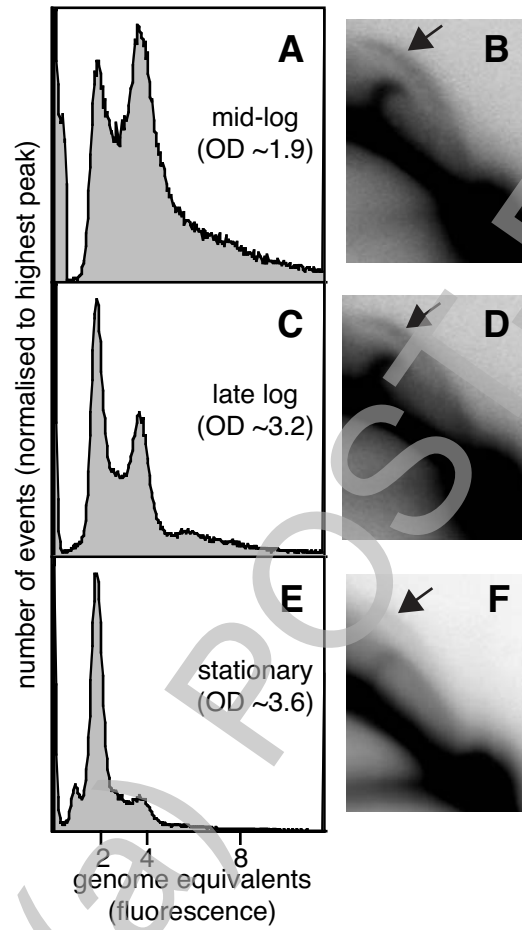 number of events (normalised to highest peak)
A
mid-log
(OD ~1.9)
B
C
late log
(OD ~3.2)
D
E
stationary
(OD ~3.6)
F
2 4 8
genome equivalents
(fluorescence)
(a) POST